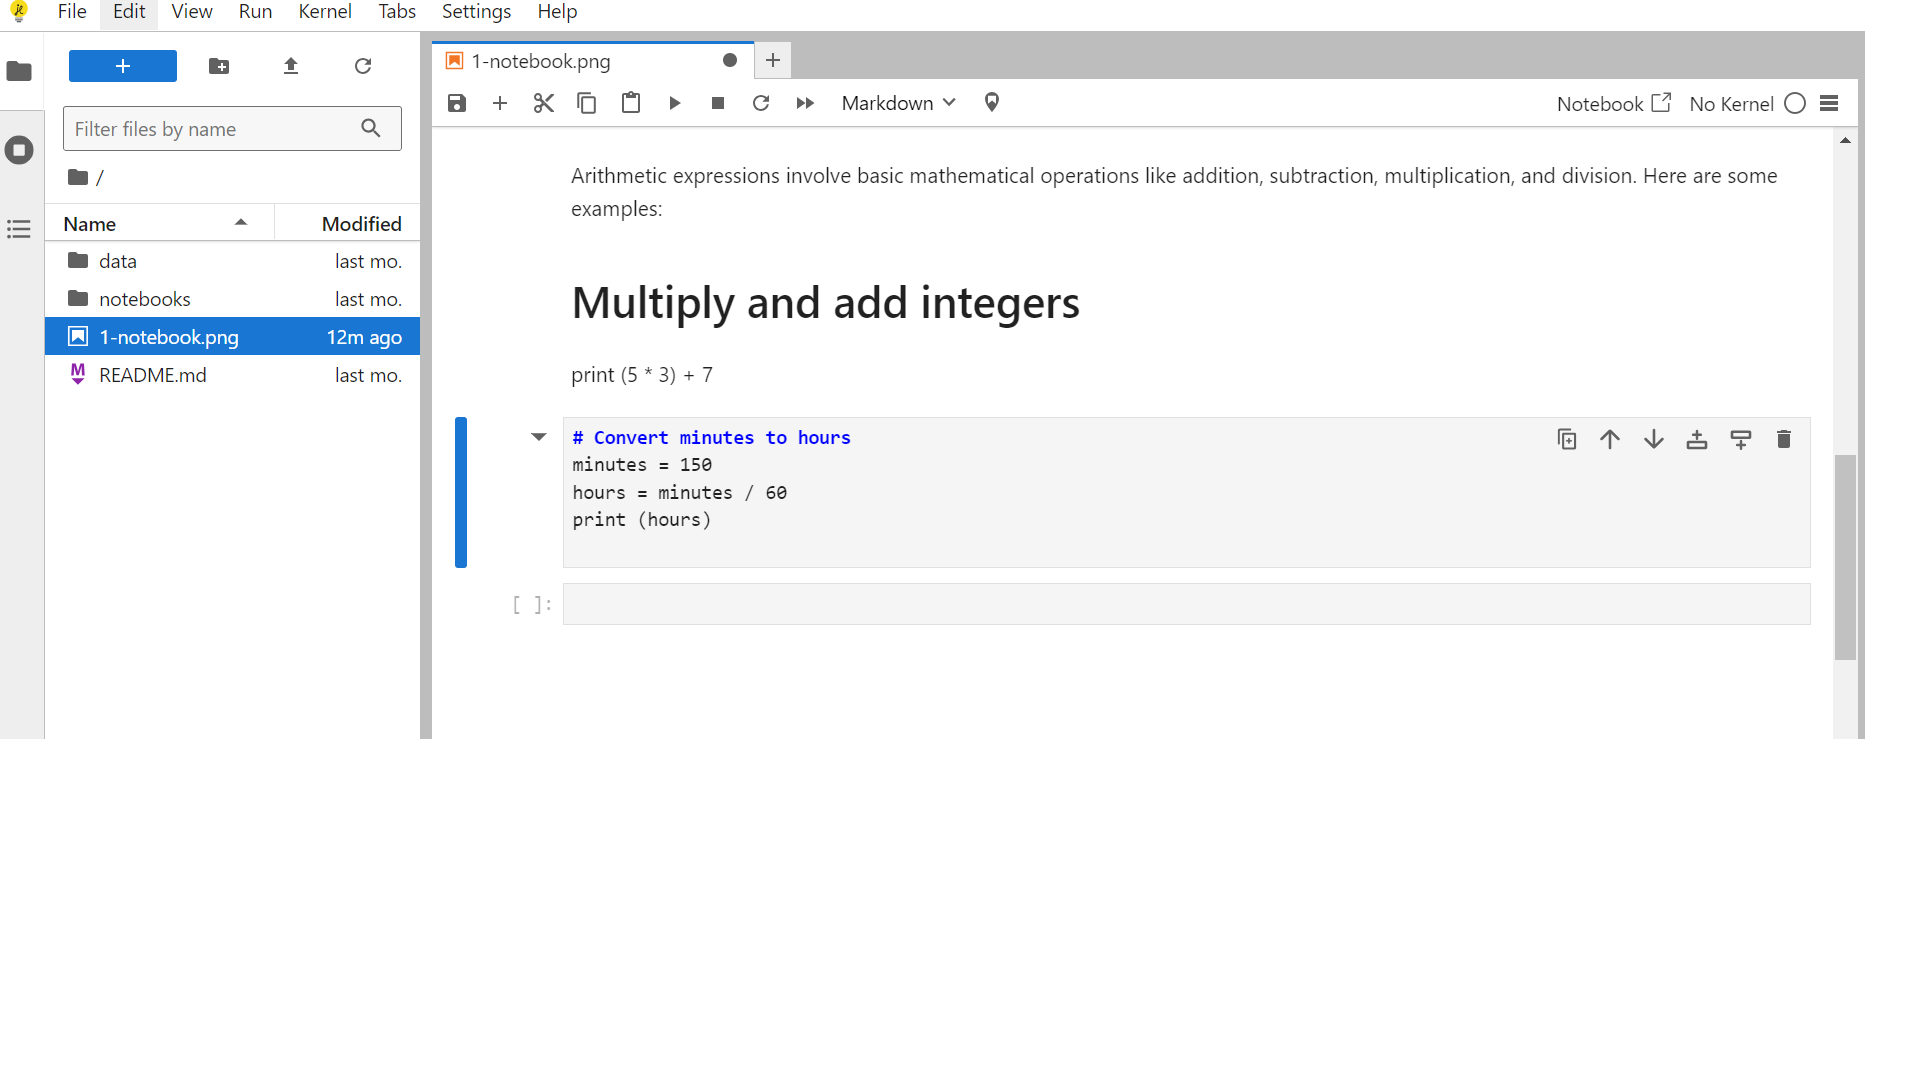 File Edit View Run Kernel Tabs Settings Help
+
Filter files by name
/
Name Modified
data last mo.
notebooks last mo.
1-notebook.png 12m ago
README.md last mo.
1-notebook.png
Markdown
Notebook No Kernel
Arithmetic expressions involve basic mathematical operations like addition, subtraction, multiplication, and division. Here are some
examples:
Multiply and add integers
print (5 * 3) + 7
# Convert minutes to hours
minutes = 150
hours = minutes / 60
print (hours)
[ ]: